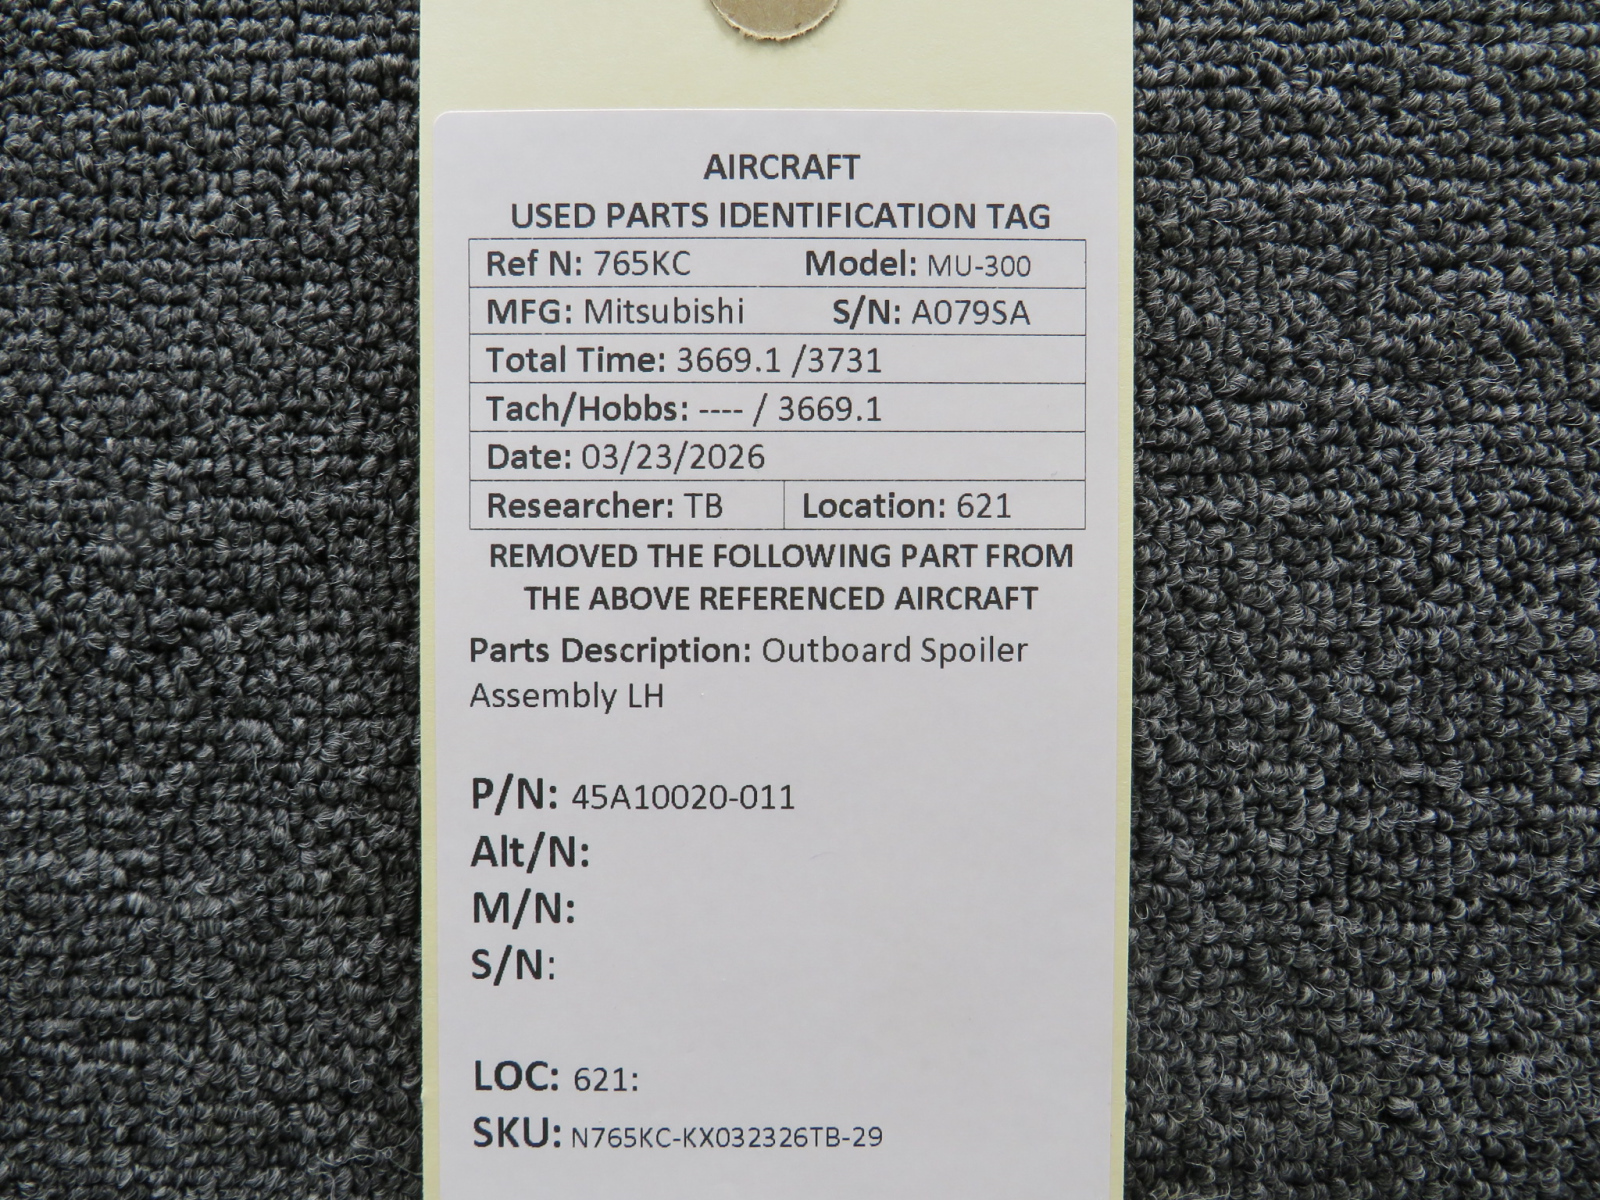 AIRCRAFT
USED PARTS IDENTIFICATION TAG
Ref N: 765KC Model: MU-300
MFG: Mitsubishi S/N: A079SA
Total Time: 3669.1 /3731
Tach/Hobbs: ---- / 3669.1
Date: 03/23/2026
Researcher: TB Location: 621
REMOVED THE FOLLOWING PART FROM
THE ABOVE REFERENCED AIRCRAFT
Parts Description: Outboard Spoiler
Assembly LH
P/N: 45A10020-011
Alt/N:
M/N:
S/N:
LOC: 621:
SKU: N765KC-KX032326TB-29